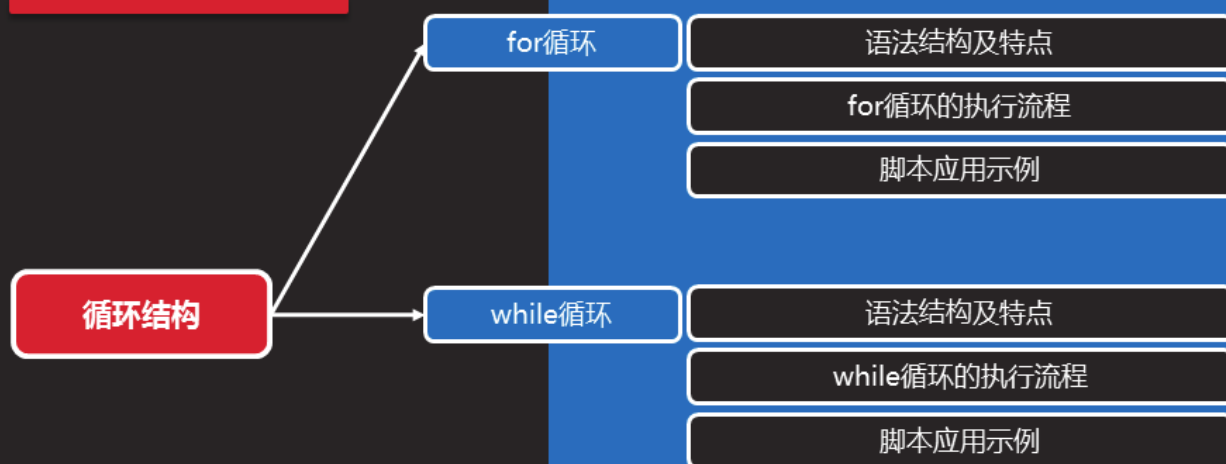 for循环
语法结构及特点
for循环的执行流程
脚本应用示例
循环结构
while循环
语法结构及特点
while循环的执行流程
脚本应用示例